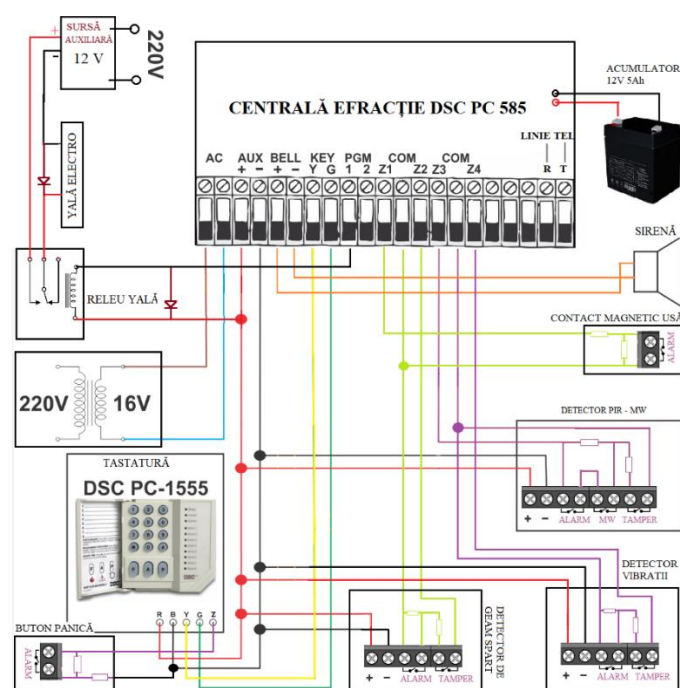 SURSĂ
AUXILIARĂ
12 V
+
-
220V
CENTRALĂ EFRACȚIE DSC PC 585
ACUMULATOR
12V 5Ah
LINIE TEL
R T
AC AUX BELL KEY PGM COM COM
+ - + - Y G 1 2 Z1 Z2 Z3 Z4
YALĂ ELECTRO
RELEU YALĂ
SIRENĂ
CONTACT MAGNETIC UȘĂ
ALARM
220V 16V
DETECTOR PIR - MW
+ - ALARM MW TAMPER
TASTATURĂ
DSC PC-1555
R B Y G Z
BUTON PANICĂ
ALARM
DETECTOR DE
GEAM SPART
+ - ALARM TAMPER
DETECTOR
VIBRATII
+ - ALARM TAMPER